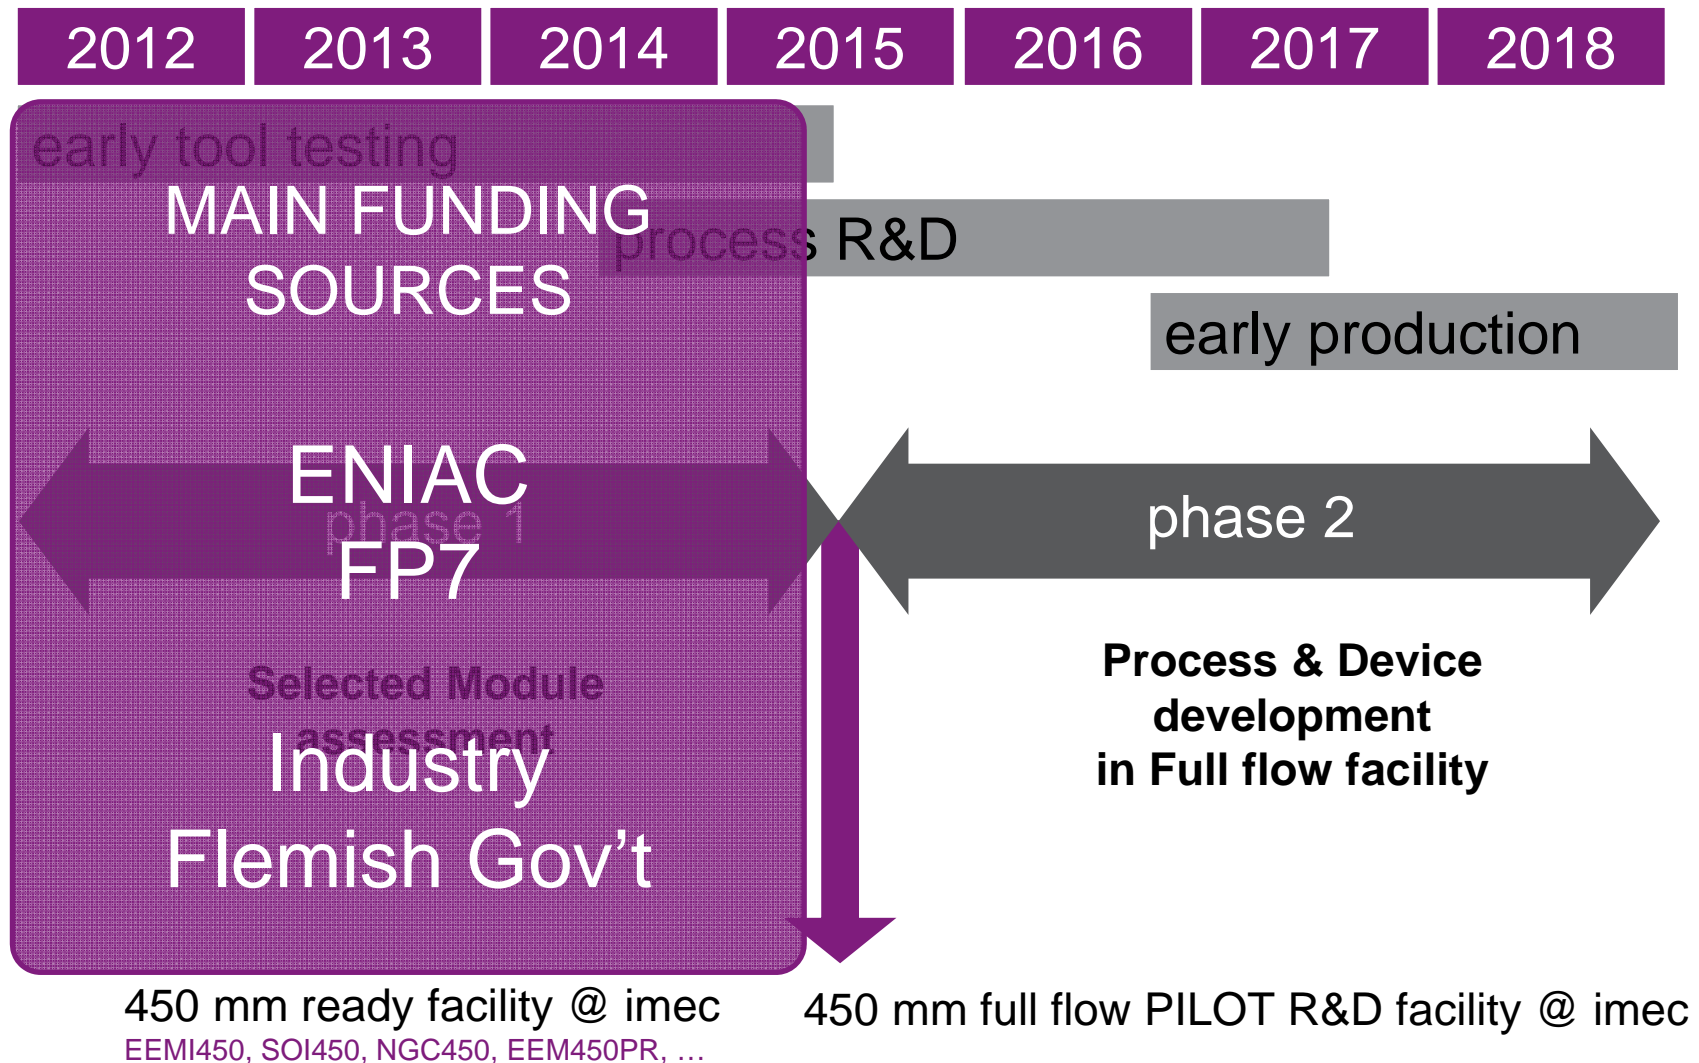 2012 2013 2014 2015 2016 2017 2018
early tool testing
MAIN FUNDING
SOURCES
process R&D
early production
ENIAC
phase 1
FP7
phase 2
Selected Module
assessment
Industry
Flemish Gov’t
Process & Device
development
in Full flow facility
450 mm ready facility @ imec
EEMI450, SOI450, NGC450, EEM450PR, …
450 mm full flow PILOT R&D facility @ imec